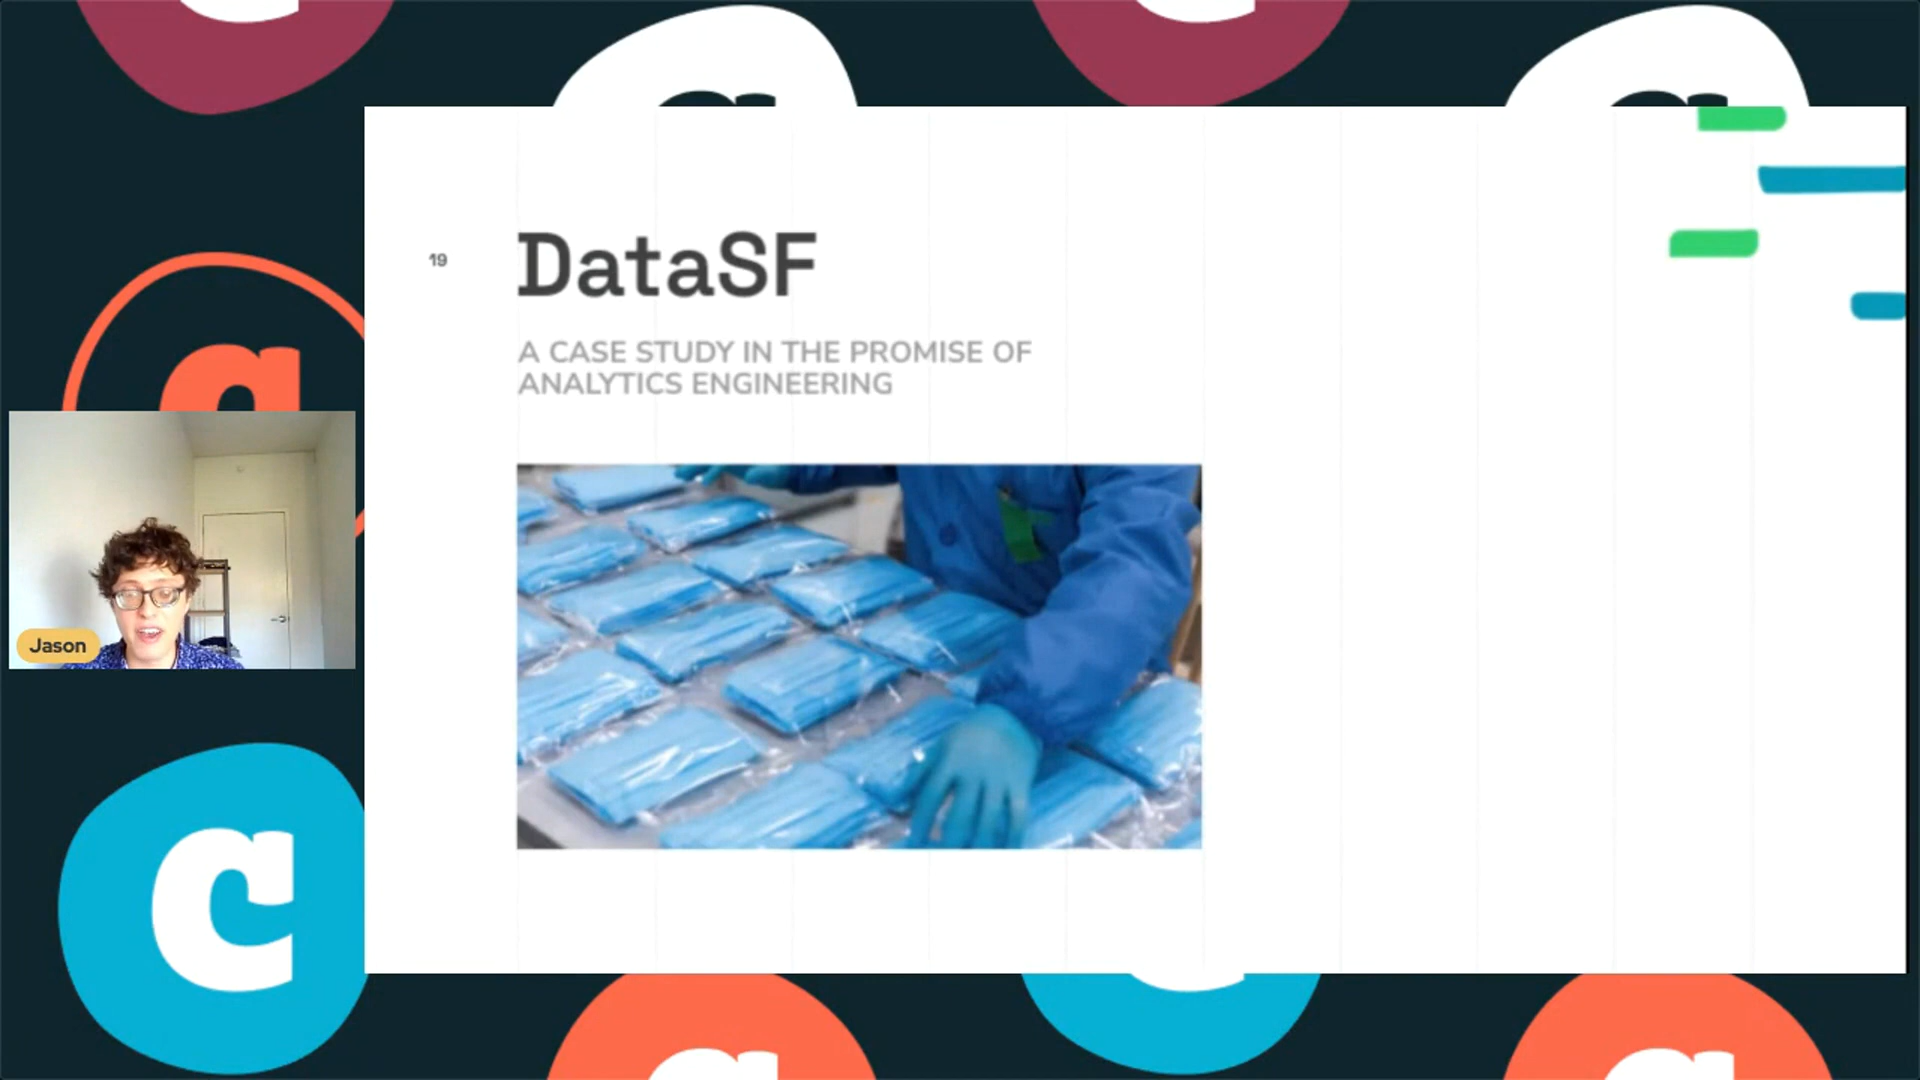 19
DataSF
A CASE STUDY IN THE PROMISE OF
ANALYTICS ENGINEERING
Jason